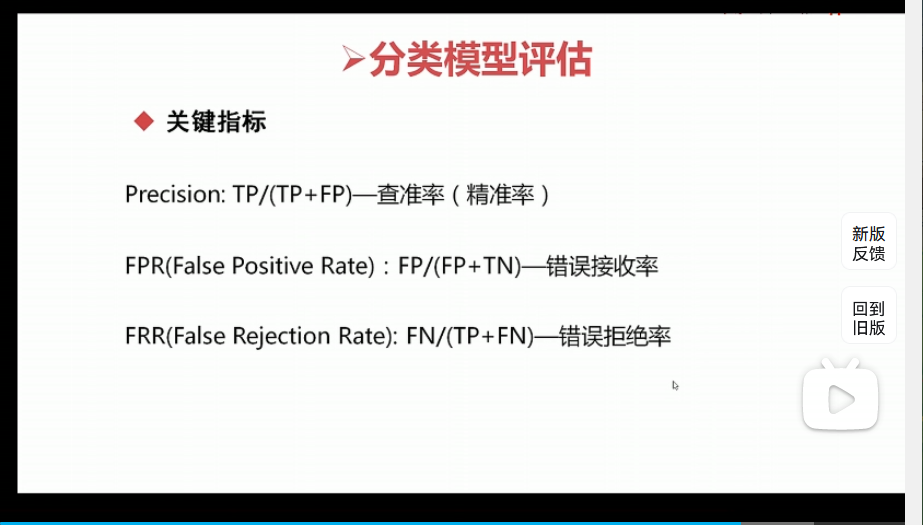 分类模型评估
关键指标
Precision: TP/(TP+FP)—查准率（精准率）
FPR(False Positive Rate)：FP/(FP+TN)—错误接收率
FRR(False Rejection Rate): FN/(TP+FN)—错误拒绝率
新版
反馈
回到
旧版